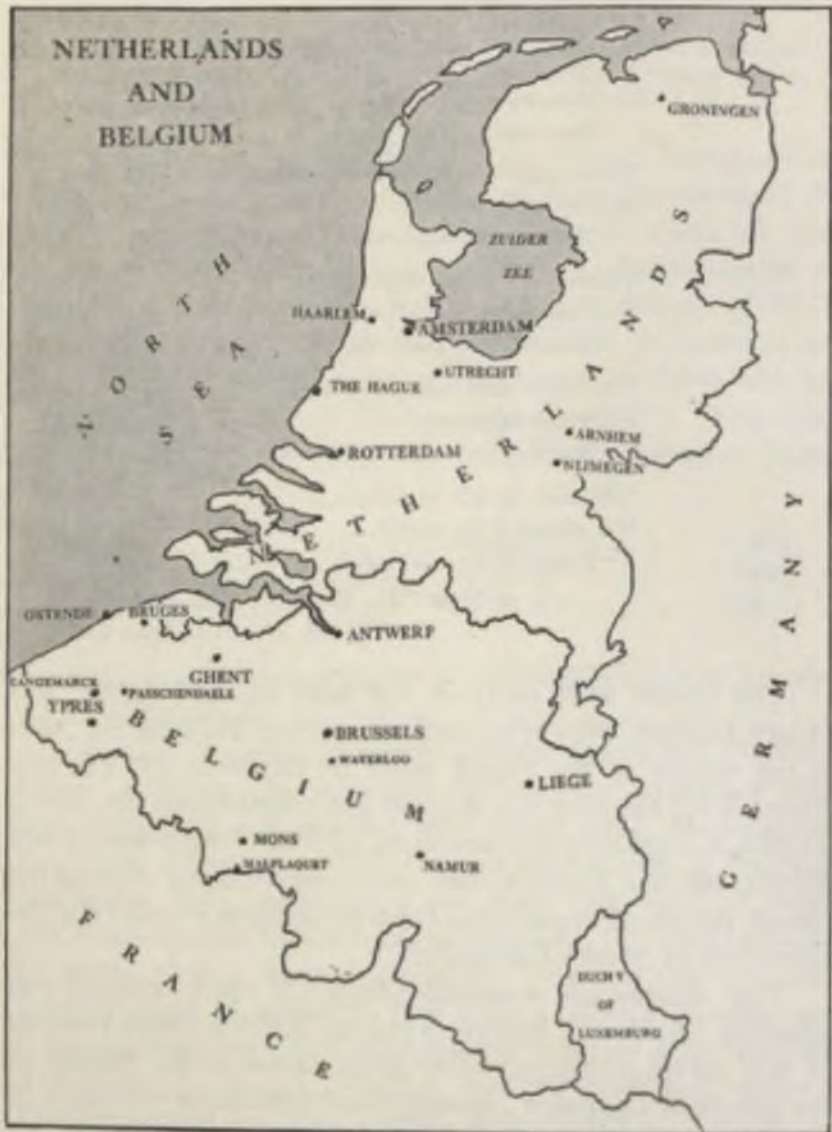 NETHERLANDS
AND
BELGIUM
GRONINGEN
ZUIDER
ZEE
NORTH
SEA
HAARLEM
AMSTERDAM
UTRECHT
THE HAGUE
ARNHEM
ROTTERDAM
NIJMEGEN
NETHERLANDS
GERMANY
OSTENDE
BRUGES
ANTWERP
GHENT
LANGEMARCK
PASSCHENDAELE
YPRES
BRUSSELS
WATERLOO
BELGIUM
LIEGE
MONS
MALPLAQUET
NAMUR
FRANCE
DUCHY
OF
LUXEMBURG